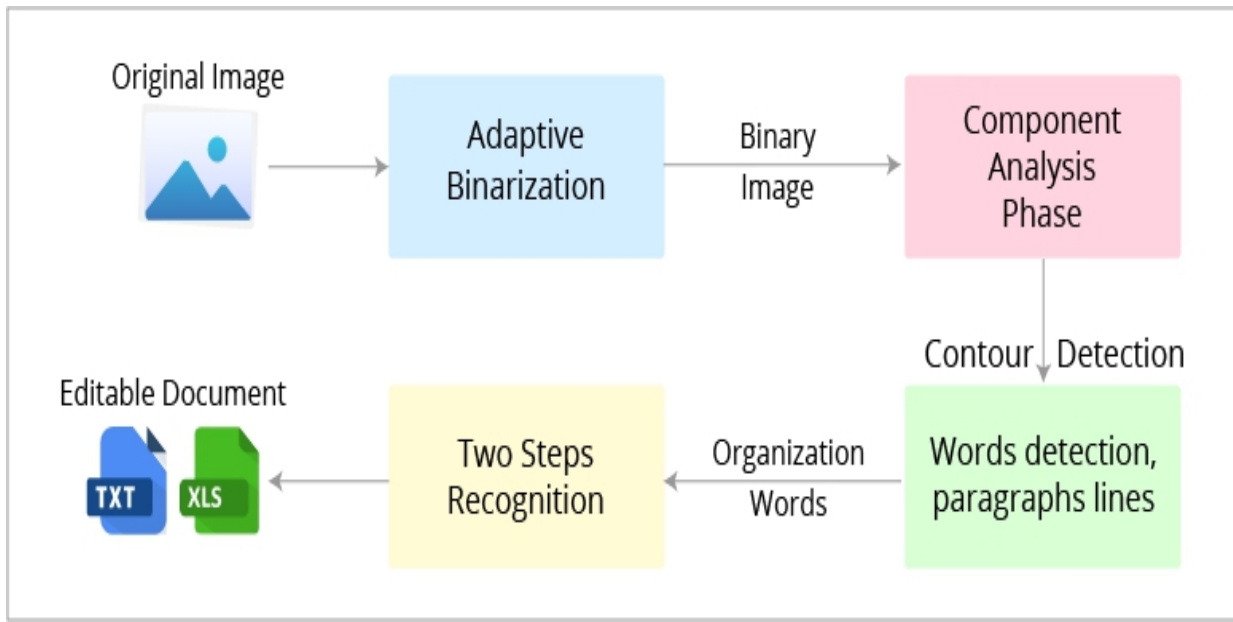 Original Image
Adaptive
Binarization
Binary
Image
Component
Analysis
Phase
Contour Detection
Words detection,
paragraphs lines
Organization
Words
Two Steps
Recognition
Editable Document
TXT
XLS